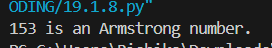 ODING/19.1.8.py"
153 is an Armstrong number.